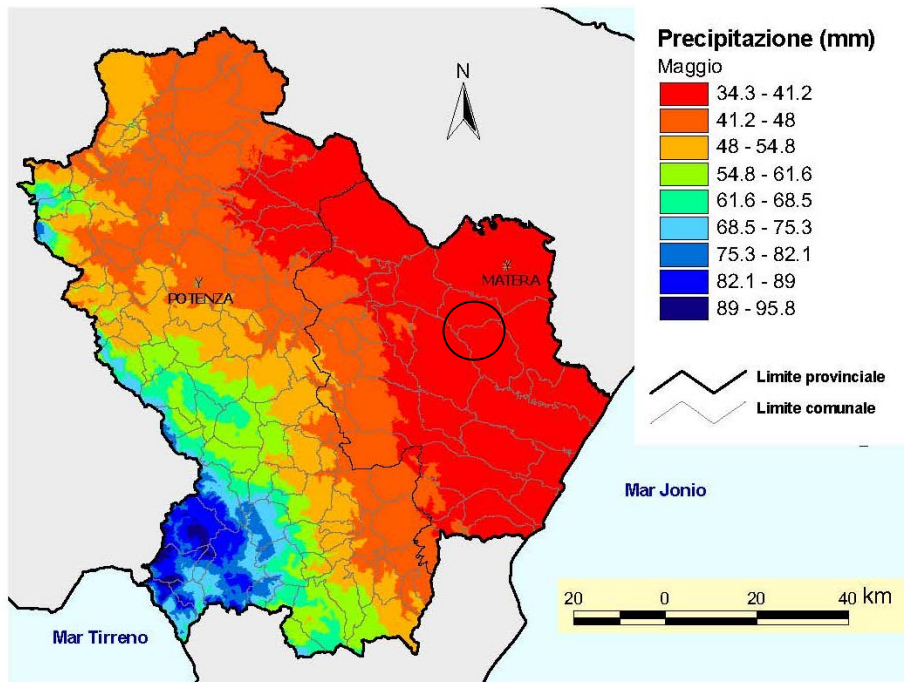 Precipitazione (mm)
Maggio
34.3 - 41.2
41.2 - 48
48 - 54.8
54.8 - 61.6
61.6 - 68.5
68.5 - 75.3
75.3 - 82.1
82.1 - 89
89 - 95.8
Limite provinciale
Limite comunale
N
MATERA
POTENZA
Mar Jonio
Mar Tirreno
20 0 20 40 km